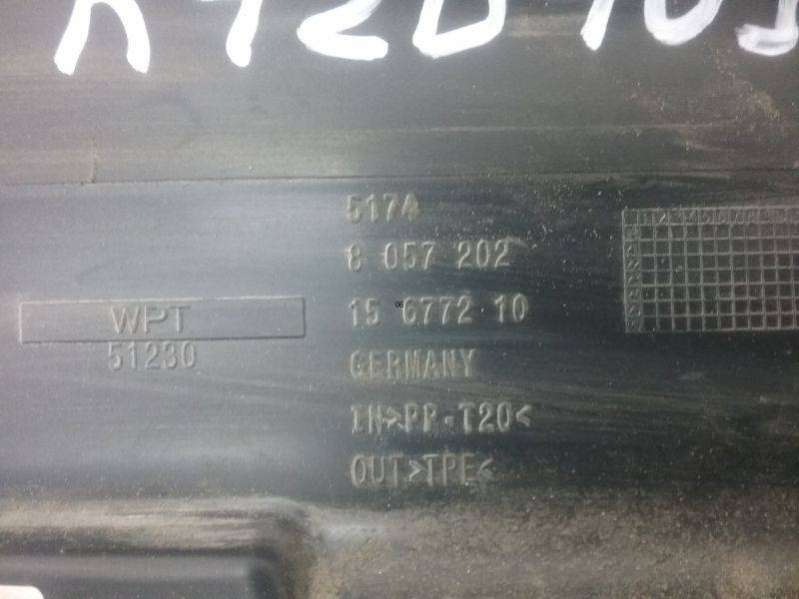 5174
8 057 202
15 6772 10
WPT
51230
GERMANY
IN>PP-T20<
OUT>TPE<